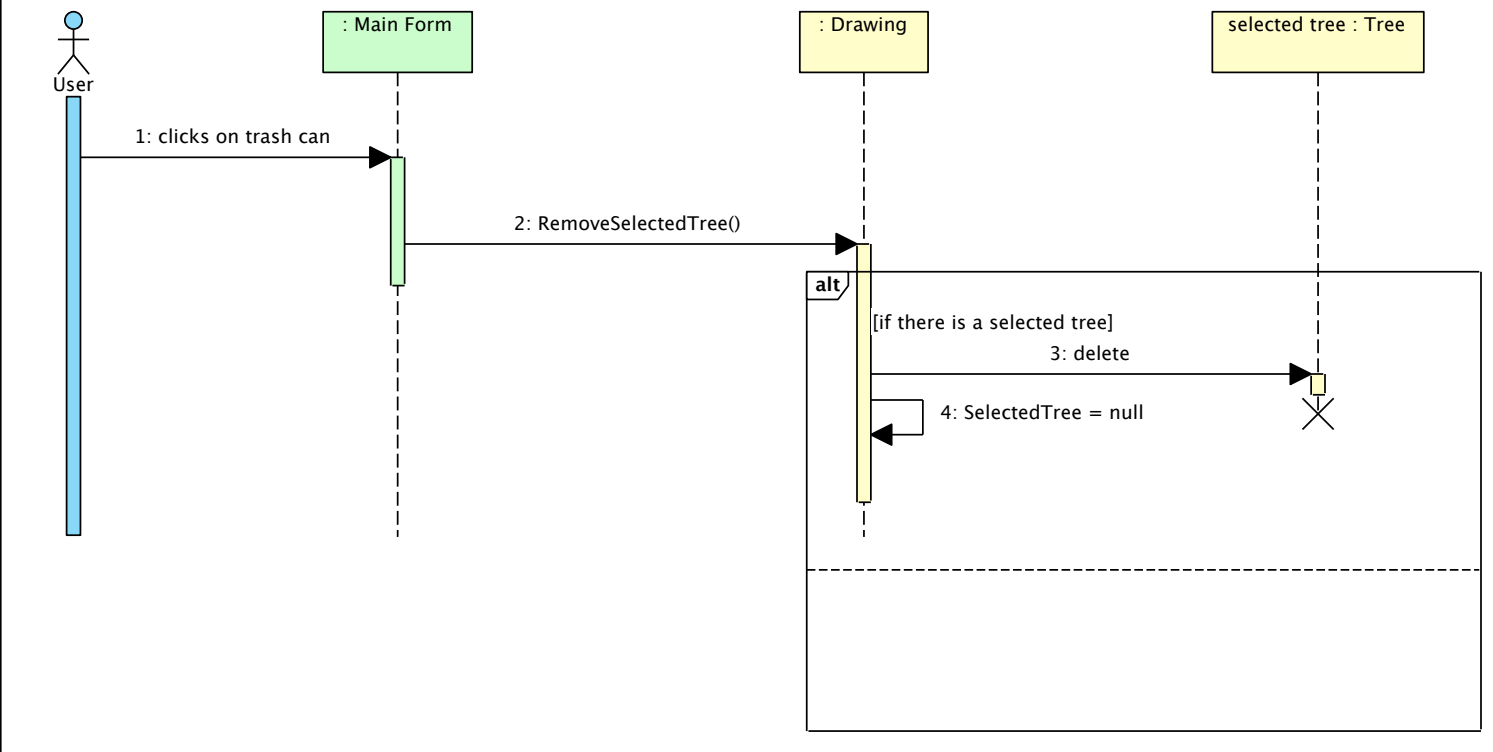 : Main Form
: Drawing
selected tree : Tree
User
1: clicks on trash can
2: RemoveSelectedTree()
alt
[if there is a selected tree]
3: delete
4: SelectedTree = null